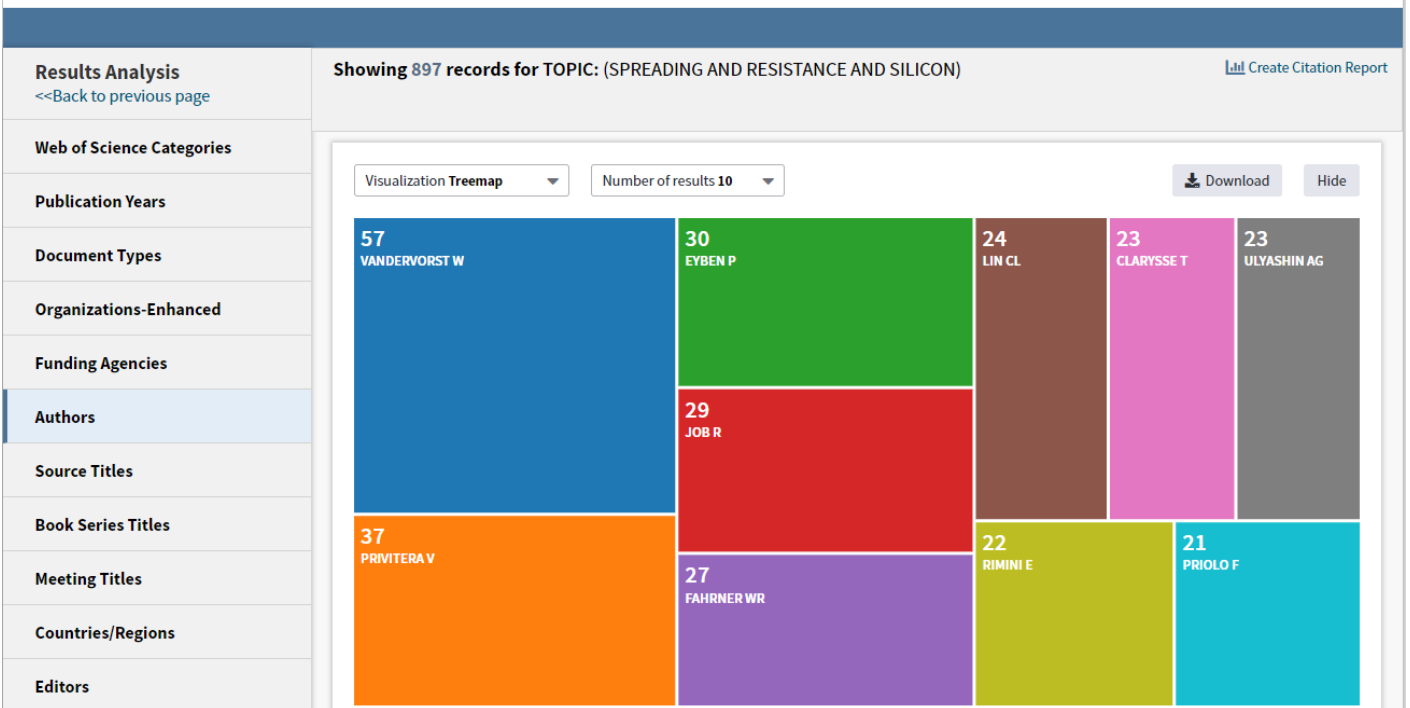 Results Analysis
<<Back to previous page
Web of Science Categories
Publication Years
Document Types
Organizations-Enhanced
Funding Agencies
Authors
Source Titles
Book Series Titles
Meeting Titles
Countries/Regions
Editors
Showing 897 records for TOPIC: (SPREADING AND RESISTANCE AND SILICON)
Create Citation Report
Visualization Treemap
Number of results 10
Download
Hide
57
VANDERVORST W
37
PRIVITERA V
30
EYBEN P
29
JOB R
27
FAHRNER WR
24
LIN CL
23
CLARYSSE T
23
ULYASHIN AG
22
RIMINI E
21
PRIOLO F